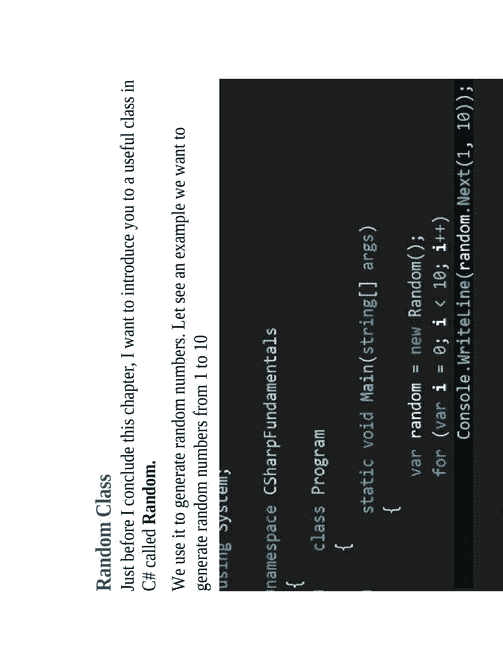 Random Class
Just before I conclude this chapter, I want to introduce you to a useful class in
C# called Random.
We use it to generate random numbers. Let see an example we want to
generate random numbers from 1 to 10
using System;
namespace CSharpFundamentals
{
class Program
{
static void Main(string[] args)
{
var random = new Random();
for (var i = 0; i < 10; i++)
Console.WriteLine(random.Next(1, 10));